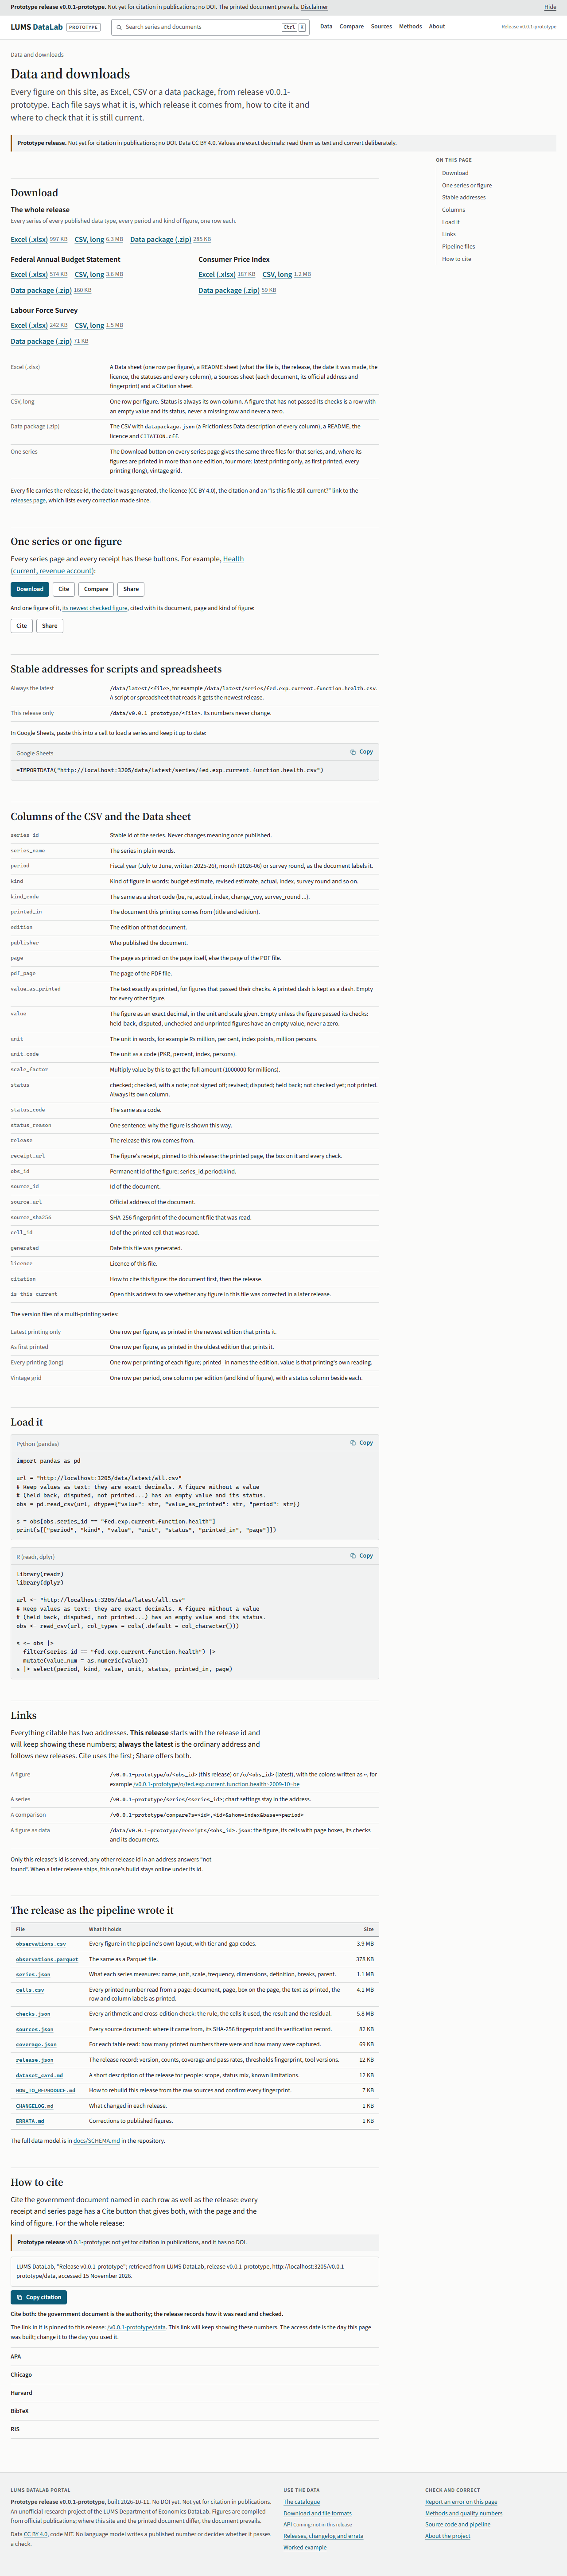 Prototype release v0.0.1-prototype. Not yet for citation in publications; no DOI. The printed document prevails. Disclaimer
Hide
LUMS DataLab PROTOTYPE
Search series and documents
Ctrl K
Data Compare Sources Methods About
Release v0.0.1-prototype
Data and downloads
Data and downloads
Every figure on this site, as Excel, CSV or a data package, from release v0.0.1-
prototype. Each file says what it is, which release it comes from, how to cite it and
where to check that it is still current.
Prototype release. Not yet for citation in publications; no DOI. Data CC BY 4.0. Values are exact decimals: read them as text and convert deliberately.
ON THIS PAGE
Download
One series or figure
Stable addresses
Columns
Load it
Links
Pipeline files
How to cite
Download
The whole release
Every series of every published data type, every period and kind of figure, one row each.
Excel (.xlsx) 997 KB CSV, long 6.3 MB Data package (.zip) 285 KB
Federal Annual Budget Statement
Excel (.xlsx) 574 KB CSV, long 3.6 MB
Data package (.zip) 160 KB
Consumer Price Index
Excel (.xlsx) 187 KB CSV, long 1.2 MB
Data package (.zip) 59 KB
Labour Force Survey
Excel (.xlsx) 242 KB CSV, long 1.5 MB
Data package (.zip) 71 KB
Excel (.xlsx) A Data sheet (one row per figure), a README sheet (what the file is, the release, the date it was made, the
licence, the statuses and every column), a Sources sheet (each document, its official address and
fingerprint) and a Citation sheet.
CSV, long One row per figure. Status is always its own column. A figure that has not passed its checks is a row with
an empty value and its status, never a missing row and never a zero.
Data package (.zip) The CSV with datapackage.json (a Frictionless Data description of every column), a README, the
licence and CITATION.cff.
One series The Download button on every series page gives the same three files for that series, and, where its
figures are printed in more than one edition, four more: latest printing only, as first printed, every
printing (long), vintage grid.
Every file carries the release id, the date it was generated, the licence (CC BY 4.0), the citation and an "Is this file still current?" link to the
releases page, which lists every correction made since.
One series or one figure
Every series page and every receipt has these buttons. For example, Health
(current, revenue account):
Download Cite Compare Share
And one figure of it, its newest checked figure, cited with its document, page and kind of figure:
Cite Share
Stable addresses for scripts and spreadsheets
Always the latest /data/latest/<file>, for example /data/latest/series/fed.exp.current.function.health.csv.
A script or spreadsheet that reads it gets the newest release.
This release only /data/v0.0.1-prototype/<file>. Its numbers never change.
In Google Sheets, paste this into a cell to load a series and keep it up to date:
Google Sheets Copy
=IMPORTDATA("http://localhost:3205/data/latest/series/fed.exp.current.function.health.csv")
Columns of the CSV and the Data sheet
series_id Stable id of the series. Never changes meaning once published.
series_name The series in plain words.
period Fiscal year (July to June, written 2025-26), month (2026-06) or survey round, as the document labels it.
kind Kind of figure in words: budget estimate, revised estimate, actual, index, survey round and so on.
kind_code The same as a short code (be, re, actual, index, change_yoy, survey_round ...).
printed_in The document this printing comes from (title and edition).
edition The edition of that document.
publisher Who published the document.
page The page as printed on the page itself, else the page of the PDF file.
pdf_page The page of the PDF file.
value_as_printed The text exactly as printed, for figures that passed their checks. A printed dash is kept as a dash. Empty
for every other figure.
value The figure as an exact decimal, in the unit and scale given. Empty unless the figure passed its checks:
held-back, disputed, unchecked and unprinted figures have an empty value, never a zero.
unit The unit in words, for example Rs million, per cent, index points, million persons.
unit_code The unit as a code (PKR, percent, index, persons).
scale_factor Multiply value by this to get the full amount (1000000 for millions).
status checked; checked, with a note; not signed off; revised; disputed; held back; not checked yet; not printed.
Always its own column.
status_code The same as a code.
status_reason One sentence: why the figure is shown this way.
release The release this row comes from.
receipt_url The figure's receipt, pinned to this release: the printed page, the box on it and every check.
obs_id Permanent id of the figure: series_id:period:kind.
source_id Id of the document.
source_url Official address of the document.
source_sha256 SHA-256 fingerprint of the document file that was read.
cell_id Id of the printed cell that was read.
generated Date this file was generated.
licence Licence of this file.
citation How to cite this figure: the document first, then the release.
is_this_current Open this address to see whether any figure in this file was corrected in a later release.
The version files of a multi-printing series:
Latest printing only One row per figure, as printed in the newest edition that prints it.
As first printed One row per figure, as printed in the oldest edition that prints it.
Every printing (long) One row per printing of each figure; printed_in names the edition. value is that printing's own reading.
Vintage grid One row per period, one column per edition (and kind of figure), with a status column beside each.
Load it
Python (pandas) Copy
import pandas as pd
url = "http://localhost:3205/data/latest/all.csv"
# Keep values as text: they are exact decimals. A figure without a value
# (held back, disputed, not printed...) has an empty value and its status.
obs = pd.read_csv(url, dtype={"value": str, "value_as_printed": str, "period": str})
s = obs[obs.series_id == "fed.exp.current.function.health"]
print(s[["period", "kind", "value", "unit", "status", "printed_in", "page"]])
R (readr, dplyr) Copy
library(readr)
library(dplyr)
url <- "http://localhost:3205/data/latest/all.csv"
# Keep values as text: they are exact decimals. A figure without a value
# (held back, disputed, not printed...) has an empty value and its status.
obs <- read_csv(url, col_types = cols(.default = col_character()))
s <- obs |>
filter(series_id == "fed.exp.current.function.health") |>
mutate(value_num = as.numeric(value))
s |> select(period, kind, value, unit, status, printed_in, page)
Links
Everything citable has two addresses. This release starts with the release id and
will keep showing these numbers; always the latest is the ordinary address and
follows new releases. Cite uses the first; Share offers both.
A figure /v0.0.1-prototype/o/<obs_id> (this release) or /o/<obs_id> (latest), with the colons written as ~, for
example /v0.0.1-prototype/o/fed.exp.current.function.health~2009-10~be
A series /v0.0.1-prototype/series/<series_id>; chart settings stay in the address.
A comparison /v0.0.1-prototype/compare?s=<id>,<id>&show=index&base=<period>
A figure as data /data/v0.0.1-prototype/receipts/<obs_id>.json: the figure, its cells with page boxes, its checks
and its documents.
Only this release's id is served; any other release id in an address answers "not
found". When a later release ships, this one's build stays online under its id.
The release as the pipeline wrote it
File What it holds Size
observations.csv Every figure in the pipeline's own layout, with tier and gap codes. 3.9 MB
observations.parquet The same as a Parquet file. 378 KB
series.json What each series measures: name, unit, scale, frequency, dimensions, definition, breaks, parent. 1.1 MB
cells.csv Every printed number read from a page: document, page, box on the page, the text as printed, the
row and column labels as printed. 4.1 MB
checks.json Every arithmetic and cross-edition check: the rule, the cells it used, the result and the residual. 5.8 MB
sources.json Every source document: where it came from, its SHA-256 fingerprint and its verification record. 82 KB
coverage.json For each table read: how many printed numbers there were and how many were captured. 69 KB
release.json The release record: version, counts, coverage and pass rates, thresholds fingerprint, tool versions. 12 KB
dataset_card.md A short description of the release for people: scope, status mix, known limitations. 12 KB
HOW_TO_REPRODUCE.md How to rebuild this release from the raw sources and confirm every fingerprint. 7 KB
CHANGELOG.md What changed in each release. 1 KB
ERRATA.md Corrections to published figures. 1 KB
The full data model is in docs/SCHEMA.md in the repository.
How to cite
Cite the government document named in each row as well as the release: every
receipt and series page has a Cite button that gives both, with the page and the
kind of figure. For the whole release:
Prototype release v0.0.1-prototype: not yet for citation in publications, and it has no DOI.
LUMS DataLab, "Release v0.0.1-prototype"; retrieved from LUMS DataLab, release v0.0.1-prototype, http://localhost:3205/v0.0.1-
prototype/data, accessed 15 November 2026.
Copy citation
Cite both: the government document is the authority; the release records how it was read and checked.
The link in it is pinned to this release: /v0.0.1-prototype/data. This link will keep showing these numbers. The access date is the day this page
was built; change it to the day you used it.
APA
Chicago
Harvard
BibTeX
RIS
LUMS DATALAB PORTAL
Prototype release v0.0.1-prototype, built 2026-10-11. No DOI yet. Not yet for citation in publications.
An unofficial research project of the LUMS Department of Economics DataLab. Figures are compiled
from official publications; where this site and the printed document differ, the document prevails.
Data CC BY 4.0, code MIT. No language model writes a published number or decides whether it passes
a check.
USE THE DATA
The catalogue
Download and file formats
API Coming: not in this release
Releases, changelog and errata
Worked example
CHECK AND CORRECT
Report an error on this page
Methods and quality numbers
Source code and pipeline
About the project